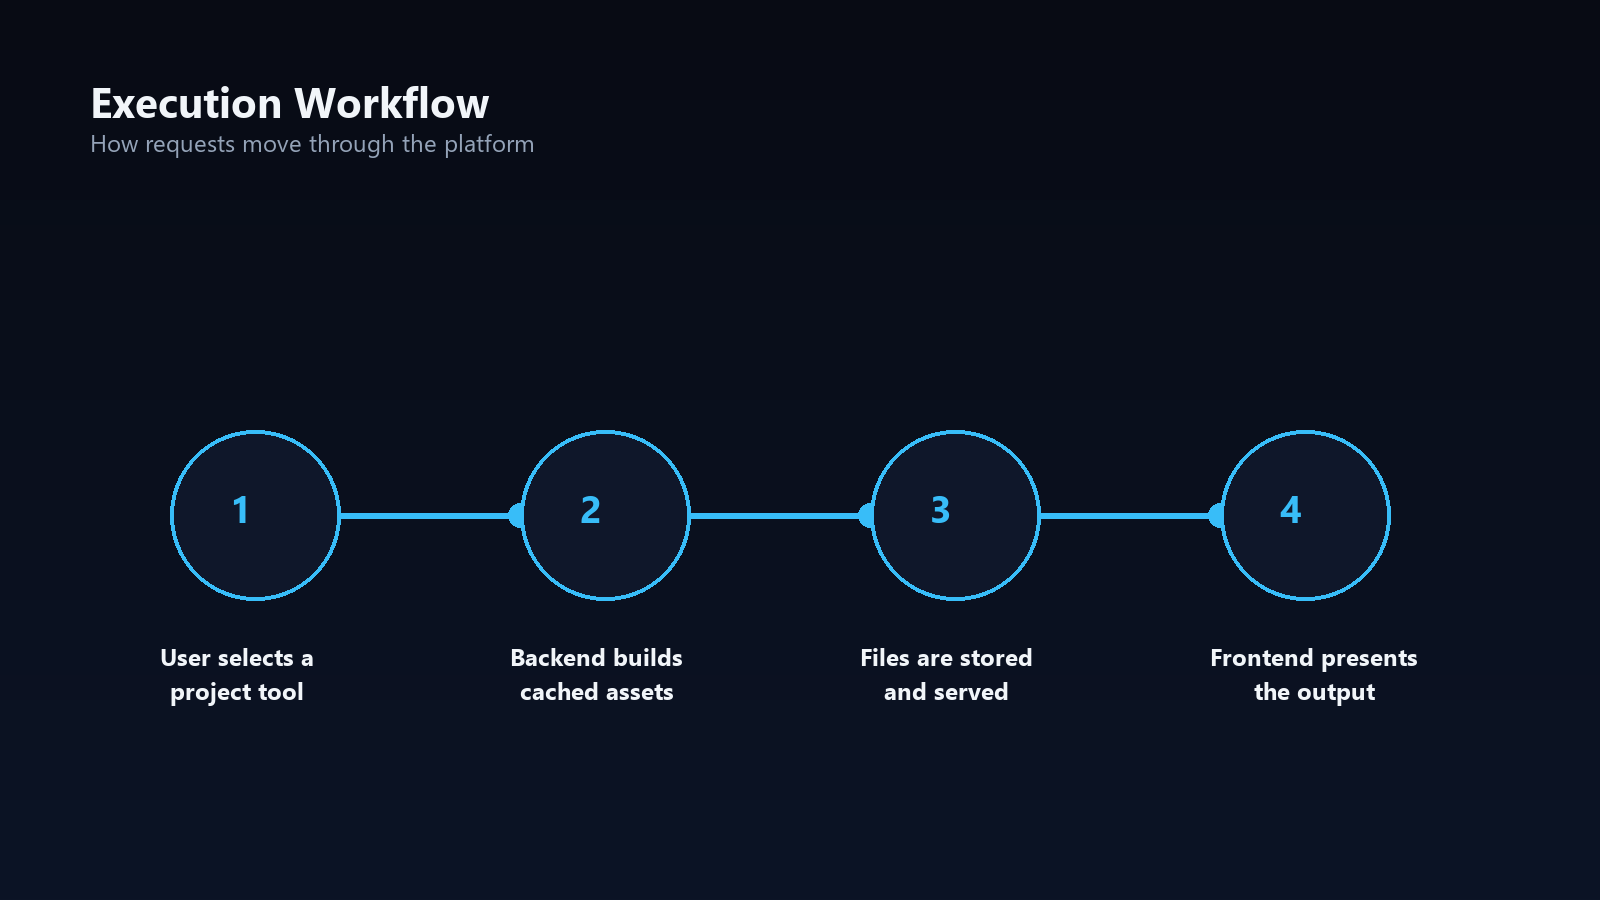 Execution Workflow
How requests move through the platform
1
2
3
4
User selects a
project tool
Backend builds
cached assets
Files are stored
and served
Frontend presents
the output